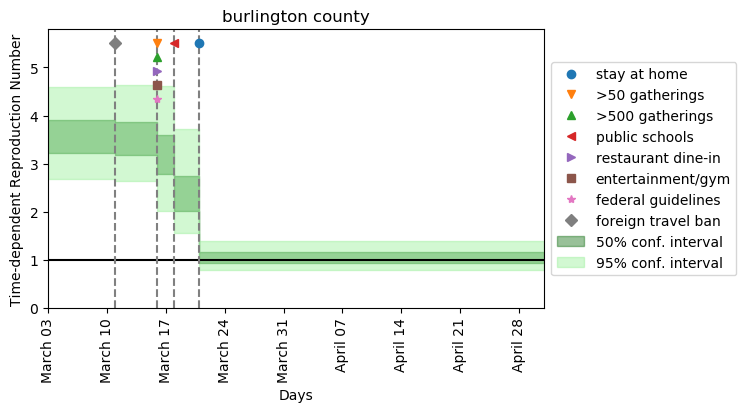 burlington county
Time-dependent Reproduction Number
5
4
3
2
1
0
March 03
March 10
March 17
March 24
March 31
April 07
April 14
April 21
April 28
Days
stay at home
>50 gatherings
>500 gatherings
public schools
restaurant dine-in
entertainment/gym
federal guidelines
foreign travel ban
50% conf. interval
95% conf. interval